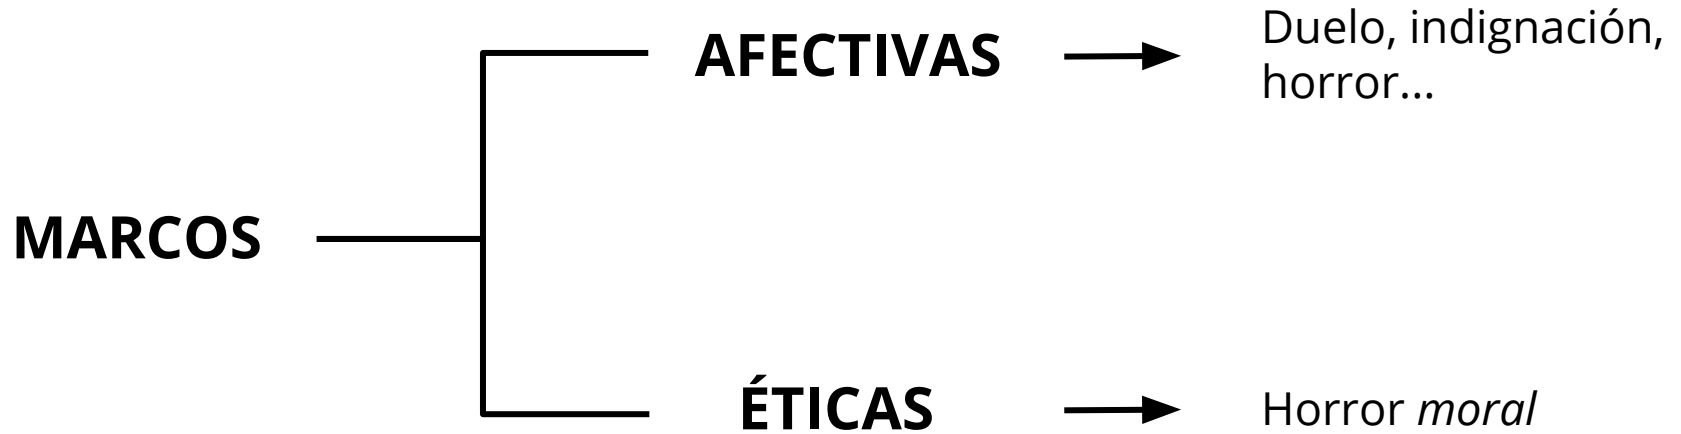 AFECTIVAS
Duelo, indignación,
horror...
MARCOS
ÉTICAS
Horror moral